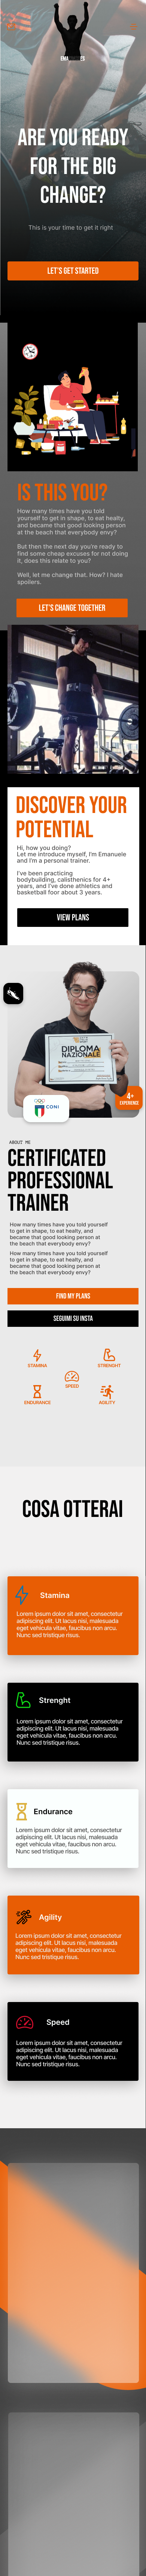 ARE YOU READY
FOR THE BIG
CHANGE?
This is your time to get it right
LET'S GET STARTED
IS THIS YOU?
How many times have you told
yourself to get in shape, to eat healty,
and became that good looking person
at the beach that everybody envy?
But then the next day you're ready to
find some cheap excuses for not doing
it, does this relate to you?
Well, let me change that. How? I hate
spoilers.
LET'S CHANGE TOGETHER
DISCOVER YOUR
POTENTIAL
Hi, how you doing?
Let me introduce myself, I'm Emanuele
and I'm a personal trainer.
I've been practicing
bodybuilding, calisthenics for 4+
years, and I've done athletics and
basketball foor about 3 years.
VIEW PLANS
DIPLOMA
NAZIONALE
CONI
4+
EXPERIENCE
ABOUT ME
CERTIFICATED
PROFESSIONAL
TRAINER
How many times have you told yourself
to get in shape, to eat healty, and
became that good looking person at
the beach that everybody envy?
How many times have you told yourself
to get in shape, to eat healty, and
became that good looking person at
the beach that everybody envy?
FIND MY PLANS
SEGUIMI SU INSTA
STAMINA
STRENGHT
SPEED
ENDURANCE
AGILITY
COSA OTTERAI
Stamina
Lorem ipsum dolor sit amet, consectetur
adipiscing elit. Ut lacus nisi, malesuada
eget vehicula vitae, faucibus non arcu.
Nunc sed tristique risus.
Strenght
Lorem ipsum dolor sit amet, consectetur
adipiscing elit. Ut lacus nisi, malesuada
eget vehicula vitae, faucibus non arcu.
Nunc sed tristique risus.
Endurance
Lorem ipsum dolor sit amet, consectetur
adipiscing elit. Ut lacus nisi, malesuada
eget vehicula vitae, faucibus non arcu.
Nunc sed tristique risus.
Agility
Lorem ipsum dolor sit amet, consectetur
adipiscing elit. Ut lacus nisi, malesuada
eget vehicula vitae, faucibus non arcu.
Nunc sed tristique risus.
Speed
Lorem ipsum dolor sit amet, consectetur
adipiscing elit. Ut lacus nisi, malesuada
eget vehicula vitae, faucibus non arcu.
Nunc sed tristique risus.